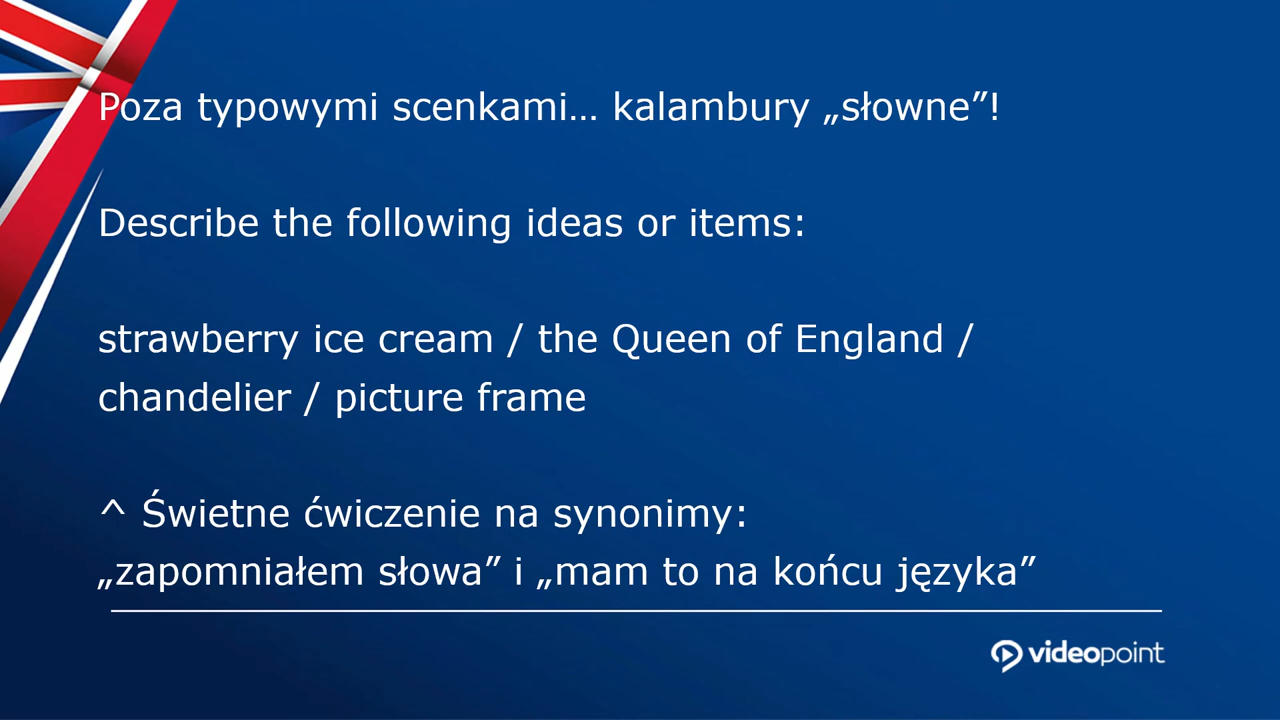 Poza typowymi scenkami… kalambury „słowne”!
Describe the following ideas or items:
strawberry ice cream / the Queen of England /
chandelier / picture frame
^ Świetne ćwiczenie na synonimy:
„zapomniałem słowa” i „mam to na końcu języka”
videopoint